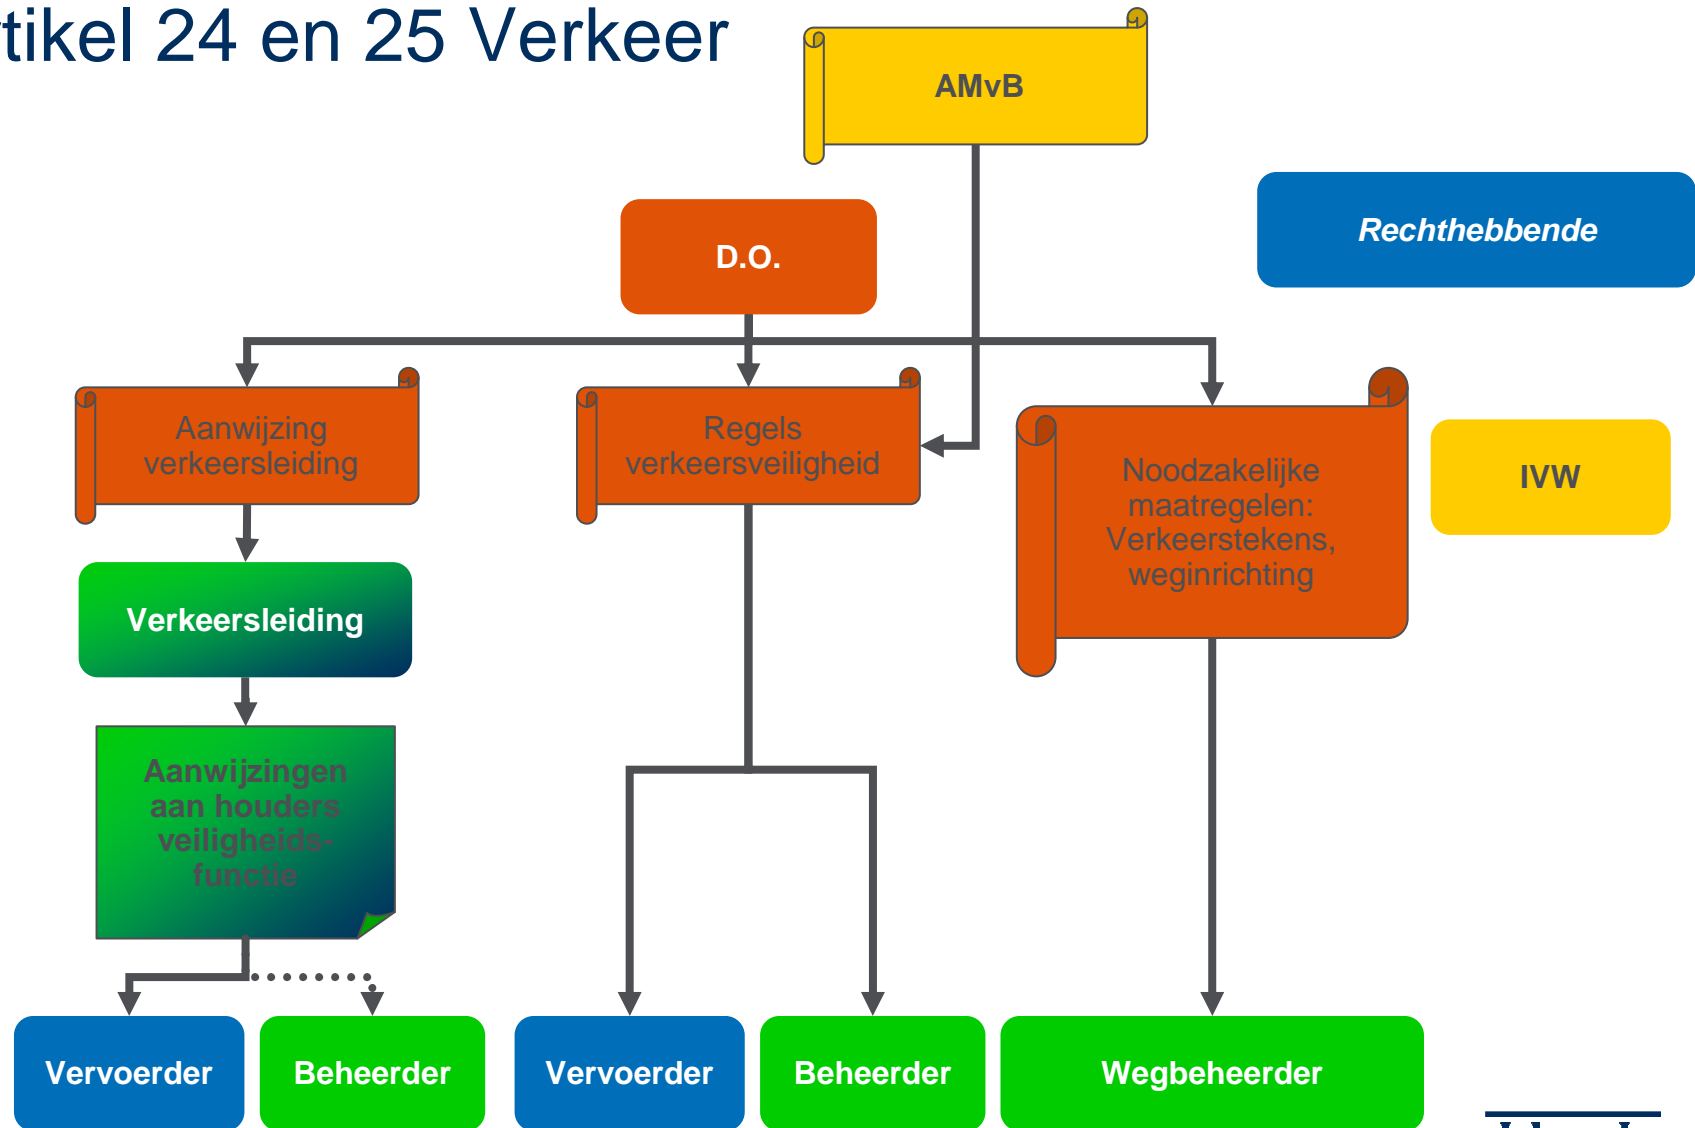 tikel 24 en 25 Verkeer
AMvB
Rechthebbende
D.O.
Aanwijzing
verkeersleiding
Regels
verkeersveiligheid
Noodzakelijke
maatregelen:
Verkeerstekens,
weginrichting
IVW
Verkeersleiding
Aanwijzingen
aan houders
veiligheids-
functie
Vervoerder
Beheerder
Vervoerder
Beheerder
Wegbeheerder